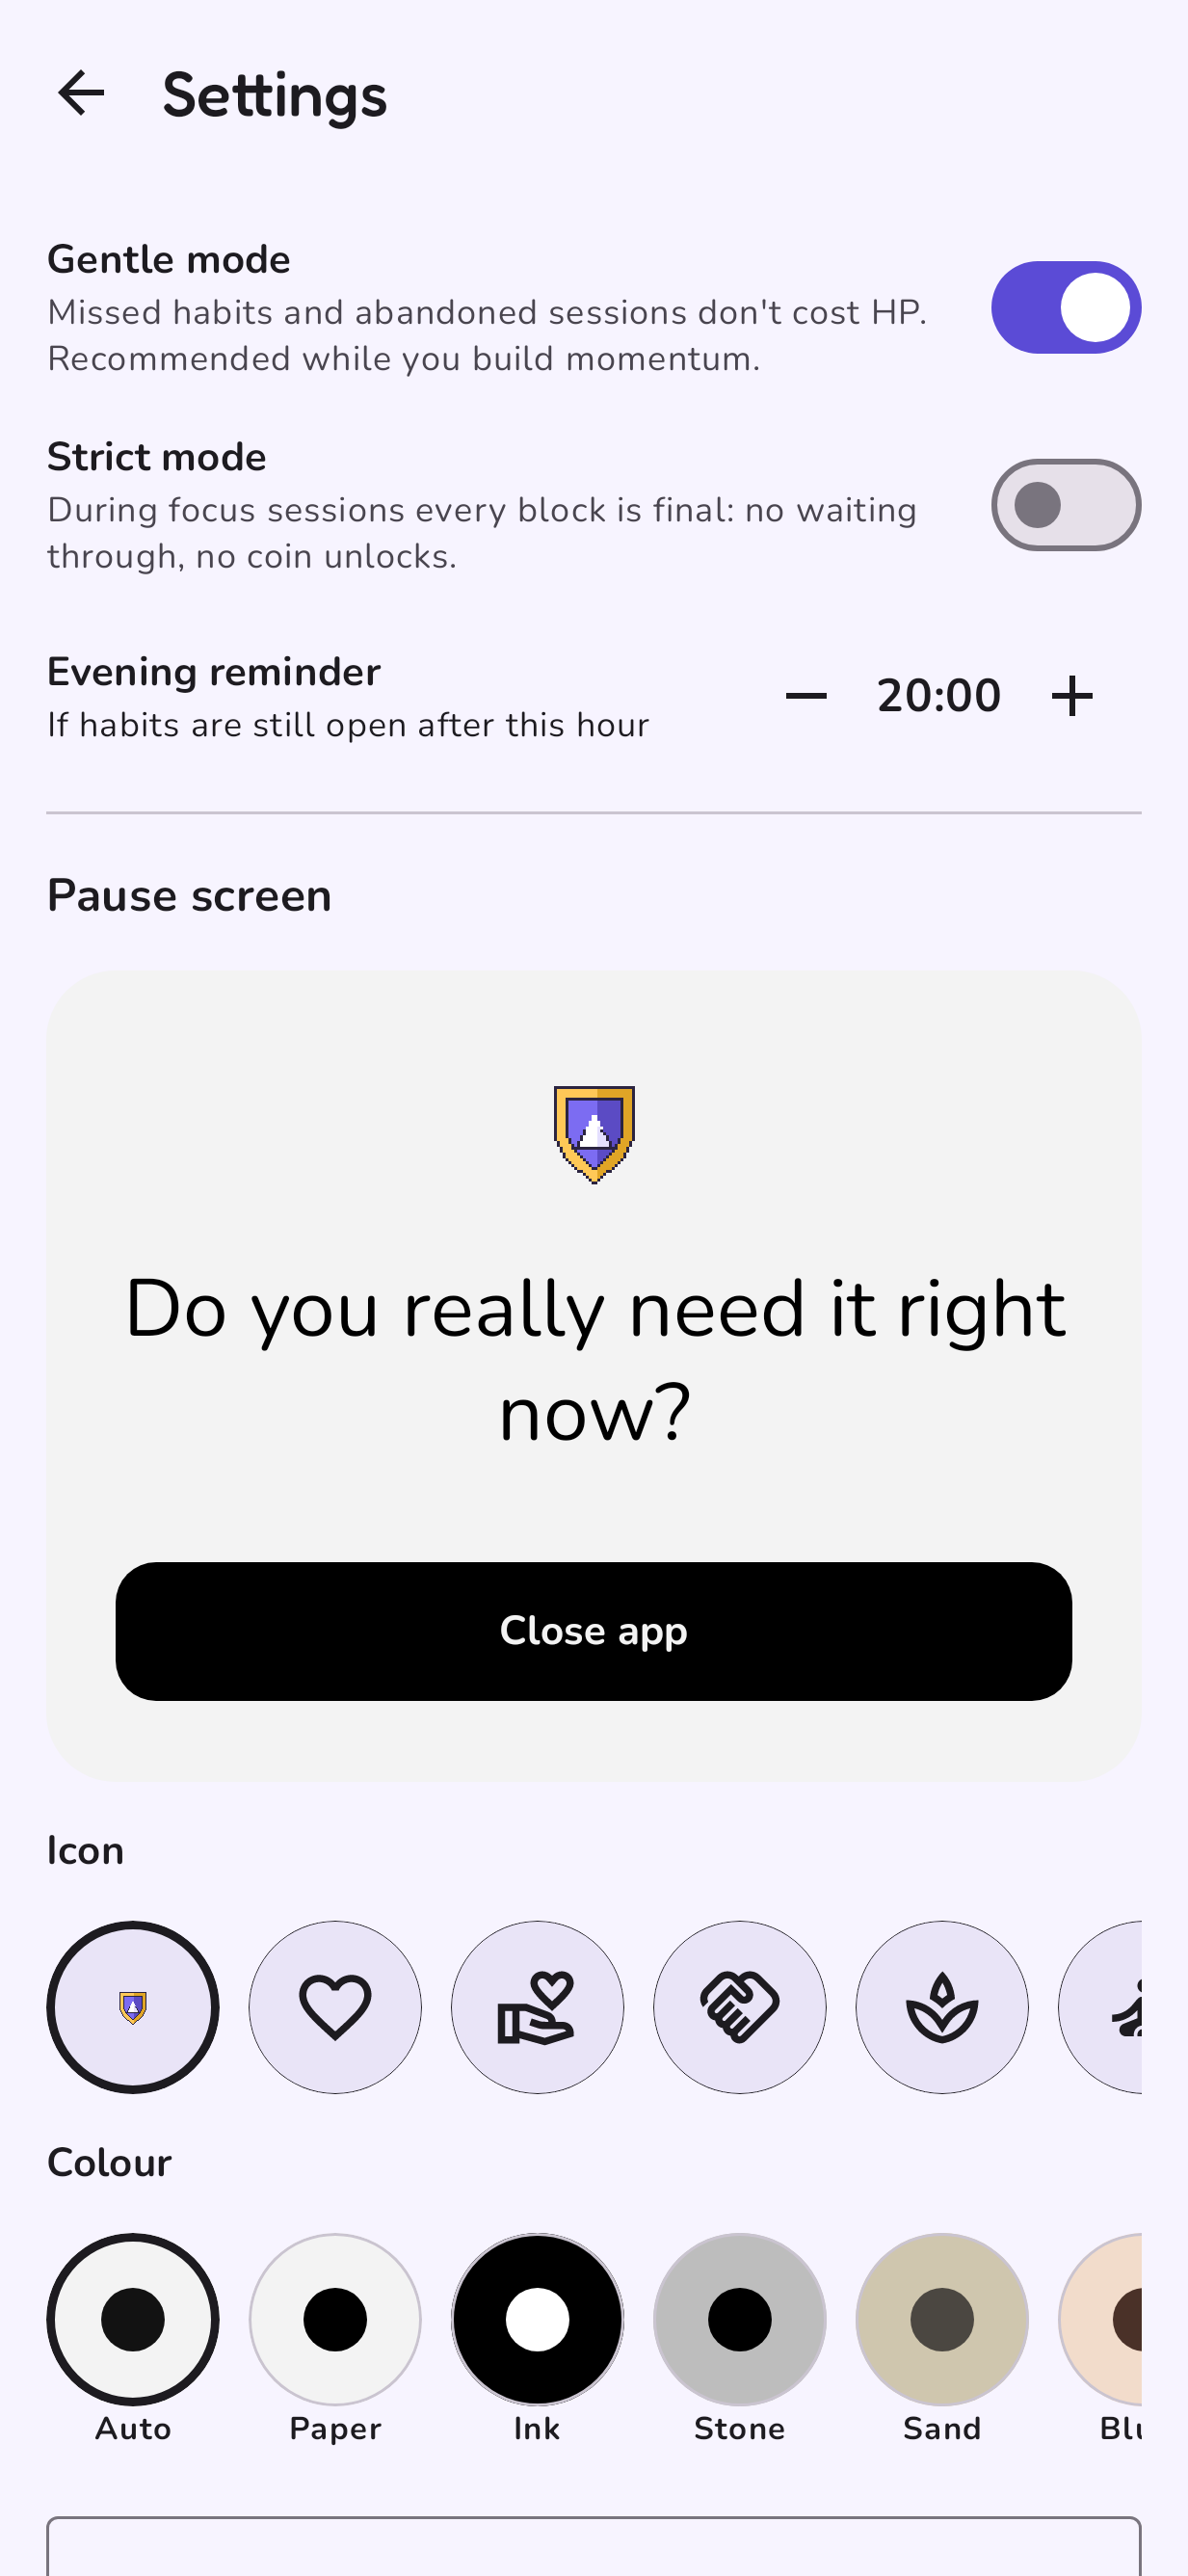 Settings
Gentle mode
Missed habits and abandoned sessions don't cost HP.
Recommended while you build momentum.
Strict mode
During focus sessions every block is final: no waiting
through, no coin unlocks.
Evening reminder
If habits are still open after this hour
20:00
Pause screen
Do you really need it right
now?
Close app
Icon
Colour
Auto
Paper
Ink
Stone
Sand